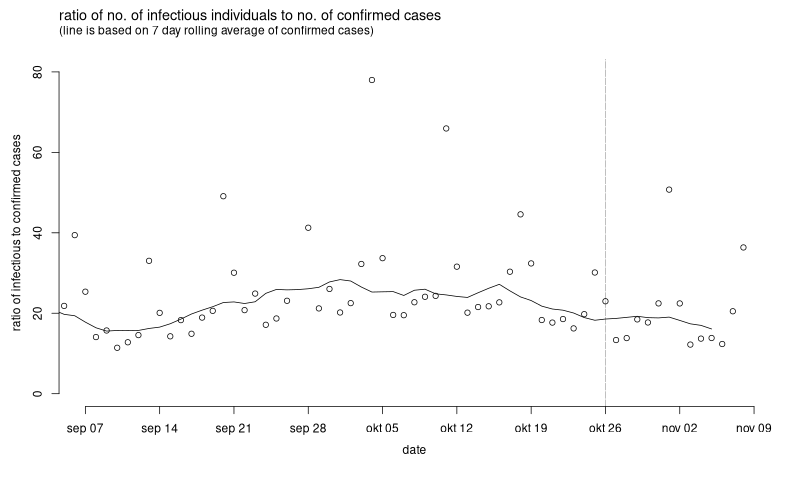 ratio of no. of infectious individuals to no. of confirmed cases
(line is based on 7 day rolling average of confirmed cases)
80
60
40
20
0
ratio of infectious to confirmed cases
sep 07 sep 14 sep 21 sep 28 okt 05 okt 12 okt 19 okt 26 nov 02 nov 09
date